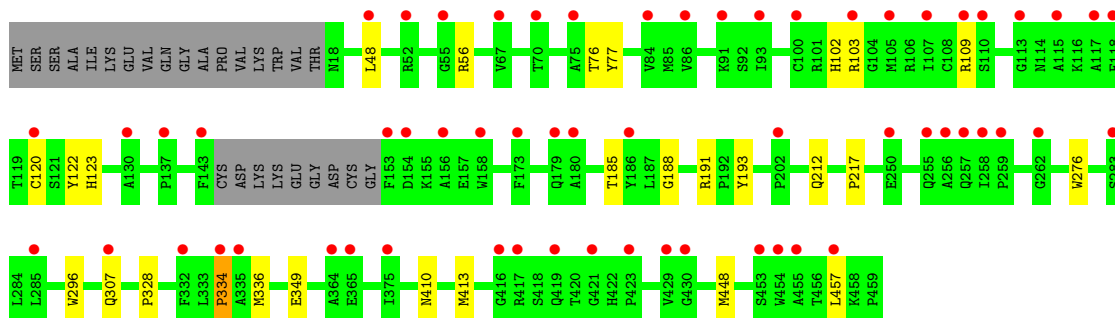 MET SER SER ALA ILE LYS GLU VAL GLN GLY ALA PRO VAL LYS TRP VAL THR N18 L48 R52 G55 R56 V67 T70 A75 T76 Y77 V84 M85 V86 K91 S92 I93 C100 R101 H102 R103 G104 M105 R106 I107 C108 R109 S110 G113 N114 A115 K116 A117 E118
T119 C120 S121 Y122 H123 A130 P137 F143 CYS ASP LYS LYS GLU GLY ASP CYS GLY F153 D154 K155 A156 E157 W158 F173 Q179 A180 T185 Y186 L187 G188 R191 P192 Y193 P202 Q212 P217 E250 Q255 A256 Q257 I258 P259 G262 W276 S283
L284 L285 W296 Q307 P328 F332 L333 P334 A335 M336 E349 A364 E365 I375 N410 M413 G416 R417 S418 Q419 T420 G421 H422 P423 V429 G430 M448 S453 W454 A455 T456 L457 K458 P459